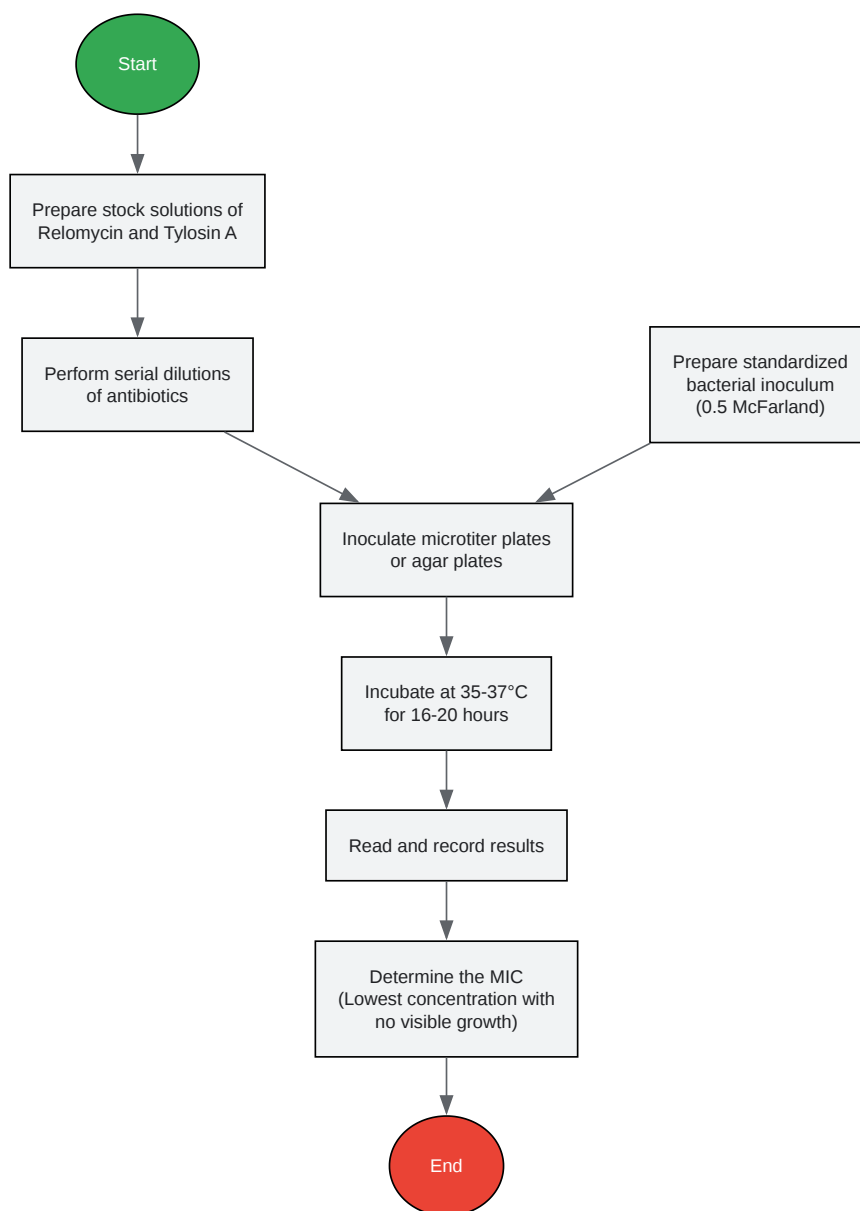 Start
Prepare stock solutions of
Relomycin and Tylosin A
Perform serial dilutions
of antibiotics
Prepare standardized
bacterial inoculum
(0.5 McFarland)
Inoculate microtiter plates
or agar plates
Incubate at 35-37°C
for 16-20 hours
Read and record results
Determine the MIC
(Lowest concentration with
no visible growth)
End